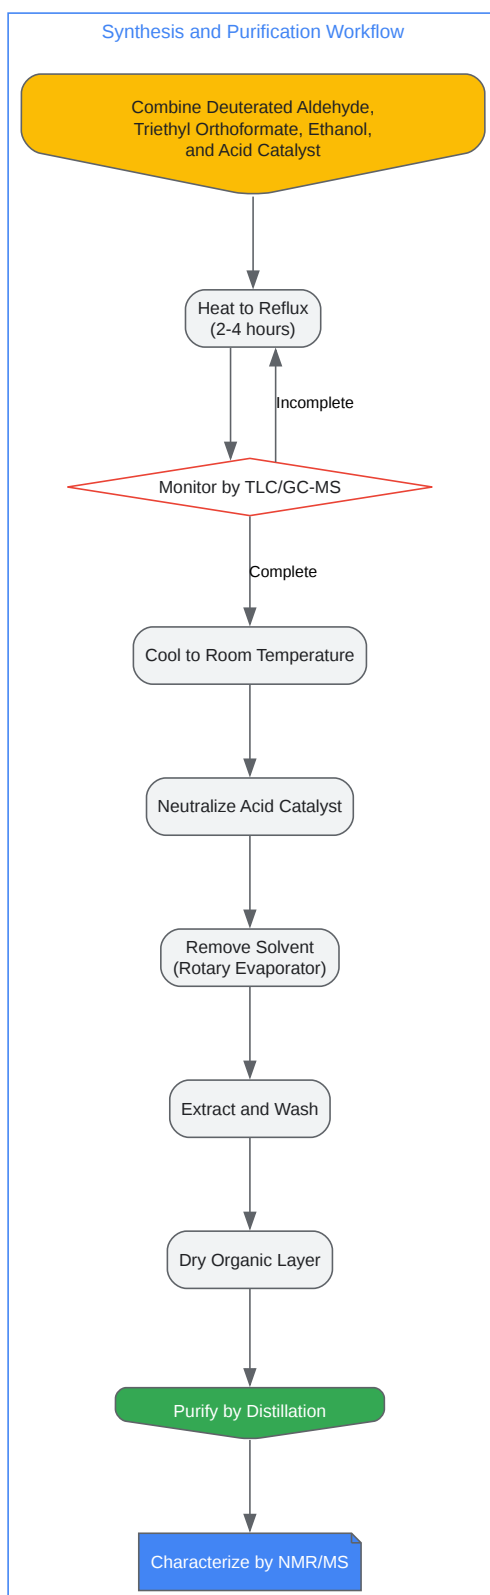 Synthesis and Purification Workflow
Combine Deuterated Aldehyde,
Triethyl Orthoformate, Ethanol,
and Acid Catalyst
Heat to Reflux
(2-4 hours)
Incomplete
Monitor by TLC/GC-MS
Complete
Cool to Room Temperature
Neutralize Acid Catalyst
Remove Solvent
(Rotary Evaporator)
Extract and Wash
Dry Organic Layer
Purify by Distillation
Characterize by NMR/MS